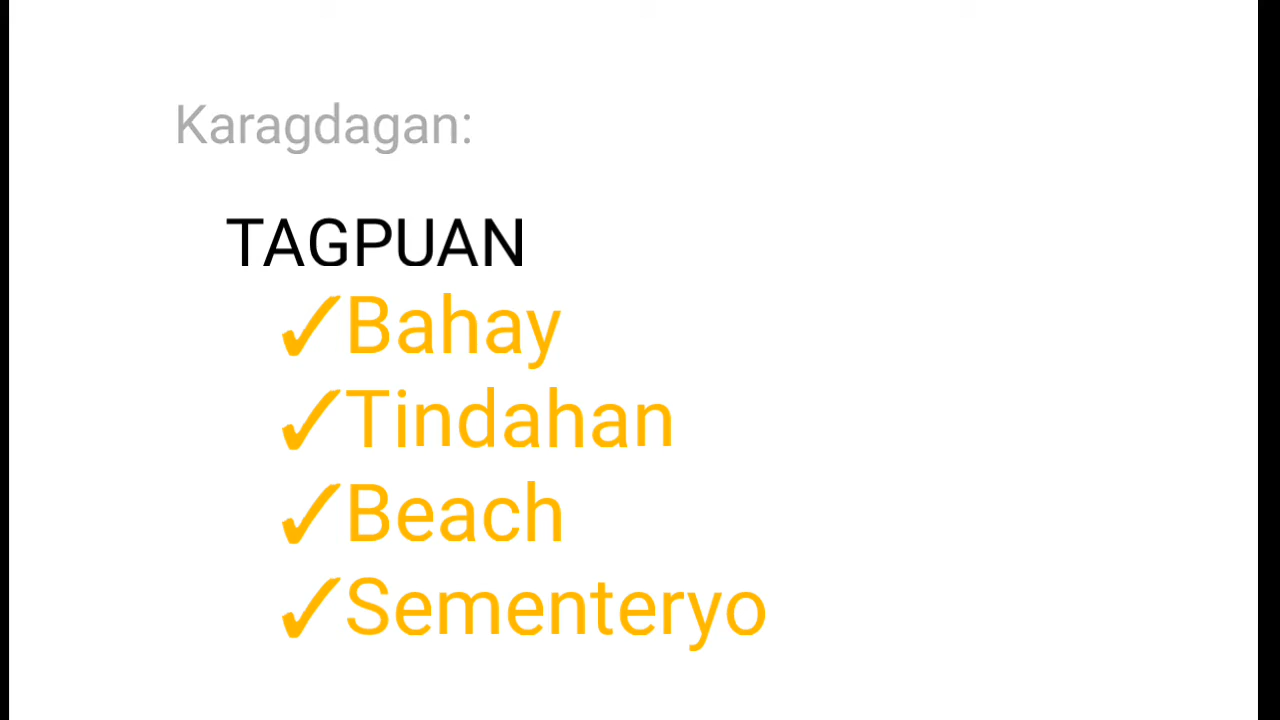 Karagdagan:
TAGPUAN
✓Bahay
✓Tindahan
✓Beach
✓Sementeryo